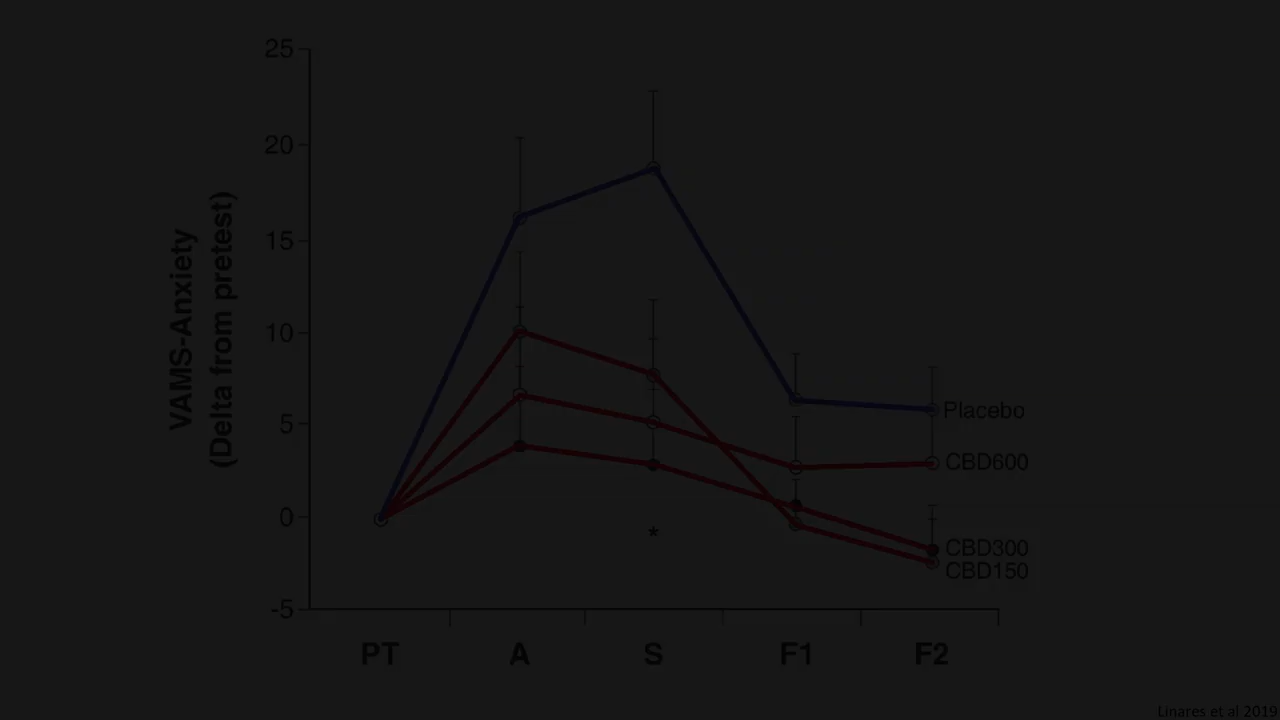 25
20
15
10
5
0
-5
VAMS-Anxiety
(Delta from pretest)
Placebo
CBD600
CBD300
CBD150
*
PT A S F1 F2
Linares et al 2019